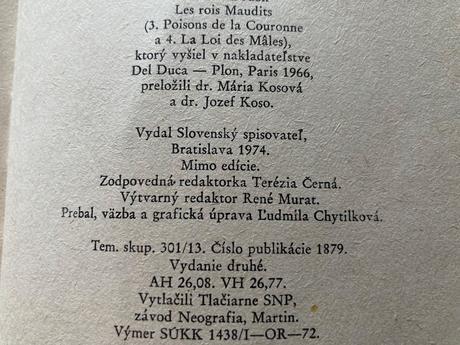 Les rois Maudits
(3. Poisons de la Couronne
a 4. La Loi des Mâles),
ktorý vyšiel v nakladateľstve
Del Duca — Plon, Paris 1966,
preložili dr. Mária Kosová
a dr. Jozef Koso.
Vydal Slovenský spisovateľ,
Bratislava 1974.
Mimo edície.
Zodpovedná redaktorka Terézia Černá.
Výtvarný redaktor René Murat.
Prebal, väzba a grafická úprava Ľudmila Chytilková.
Tem. skup. 301/13. Číslo publikácie 1879.
Vydanie druhé.
AH 26,08. VH 26,77.
Vytlačili Tlačiarne SNP,
závod Neografia, Martin.
Výmer SÚKK 1438/I—OR—72.